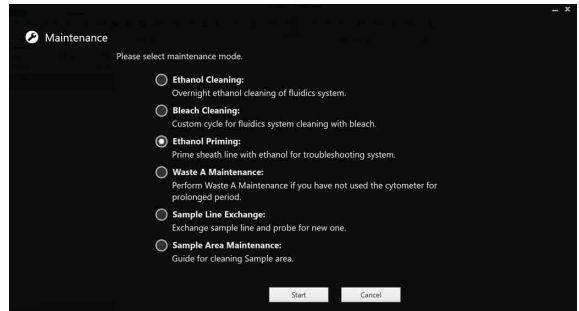 Maintenance
Please select maintenance mode.
Ethanol Cleaning:
Overnight ethanol cleaning of fluidics system.
Bleach Cleaning:
Custom cycle for fluidics system cleaning with bleach.
Ethanol Priming:
Prime sheath line with ethanol for troubleshooting system.
Waste A Maintenance:
Perform Waste A Maintenance if you have not used the cytometer for
prolonged period.
Sample Line Exchange:
Exchange sample line and probe for new one.
Sample Area Maintenance:
Guide for cleaning Sample area.
Start Cancel